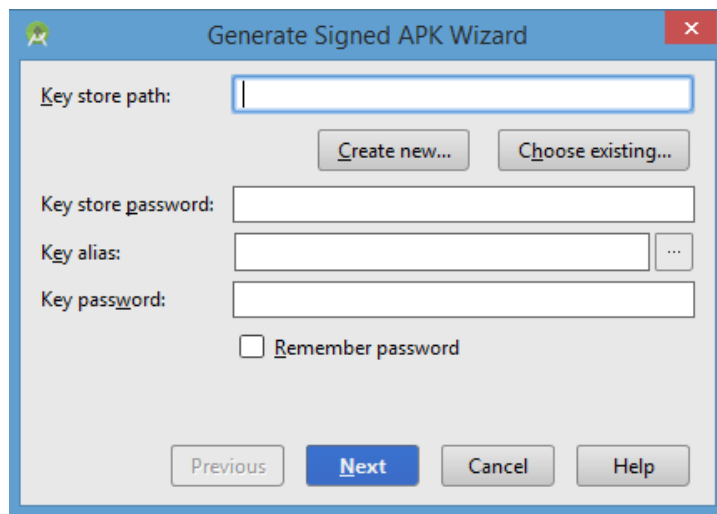 Generate Signed APK Wizard
Key store path:
Create new... Choose existing...
Key store password:
Key alias: ...
Key password:
Remember password
Previous Next Cancel Help